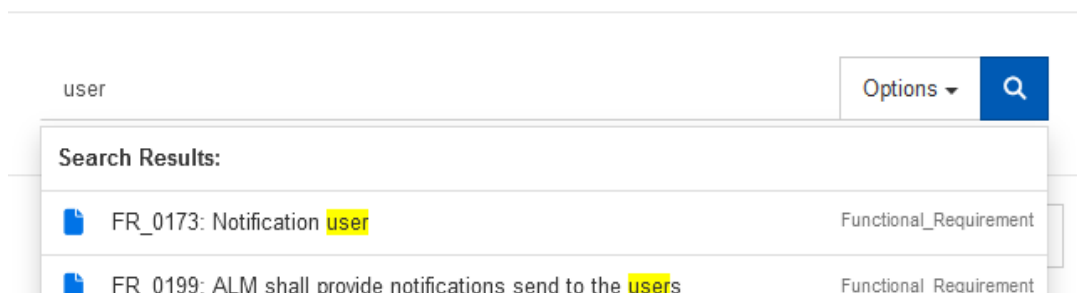 user
Options
Search Results:
FR_0173: Notification user Functional_Requirement
FR_0199: ALM shall provide notifications send to the users Functional_Requirement